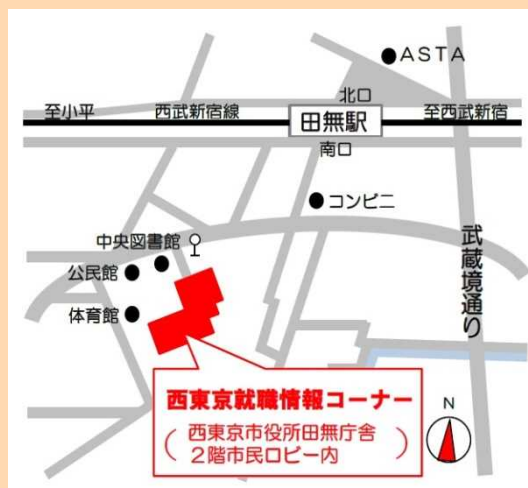 ASTA
北口
至小平
西武新宿線
田無駅
至西武新宿
南口
コンビニ
中央図書館
公民館
体育館
武蔵境通り
西東京就職情報コーナー
(西東京市役所田無庁舎
2階市民ロビー内)
N